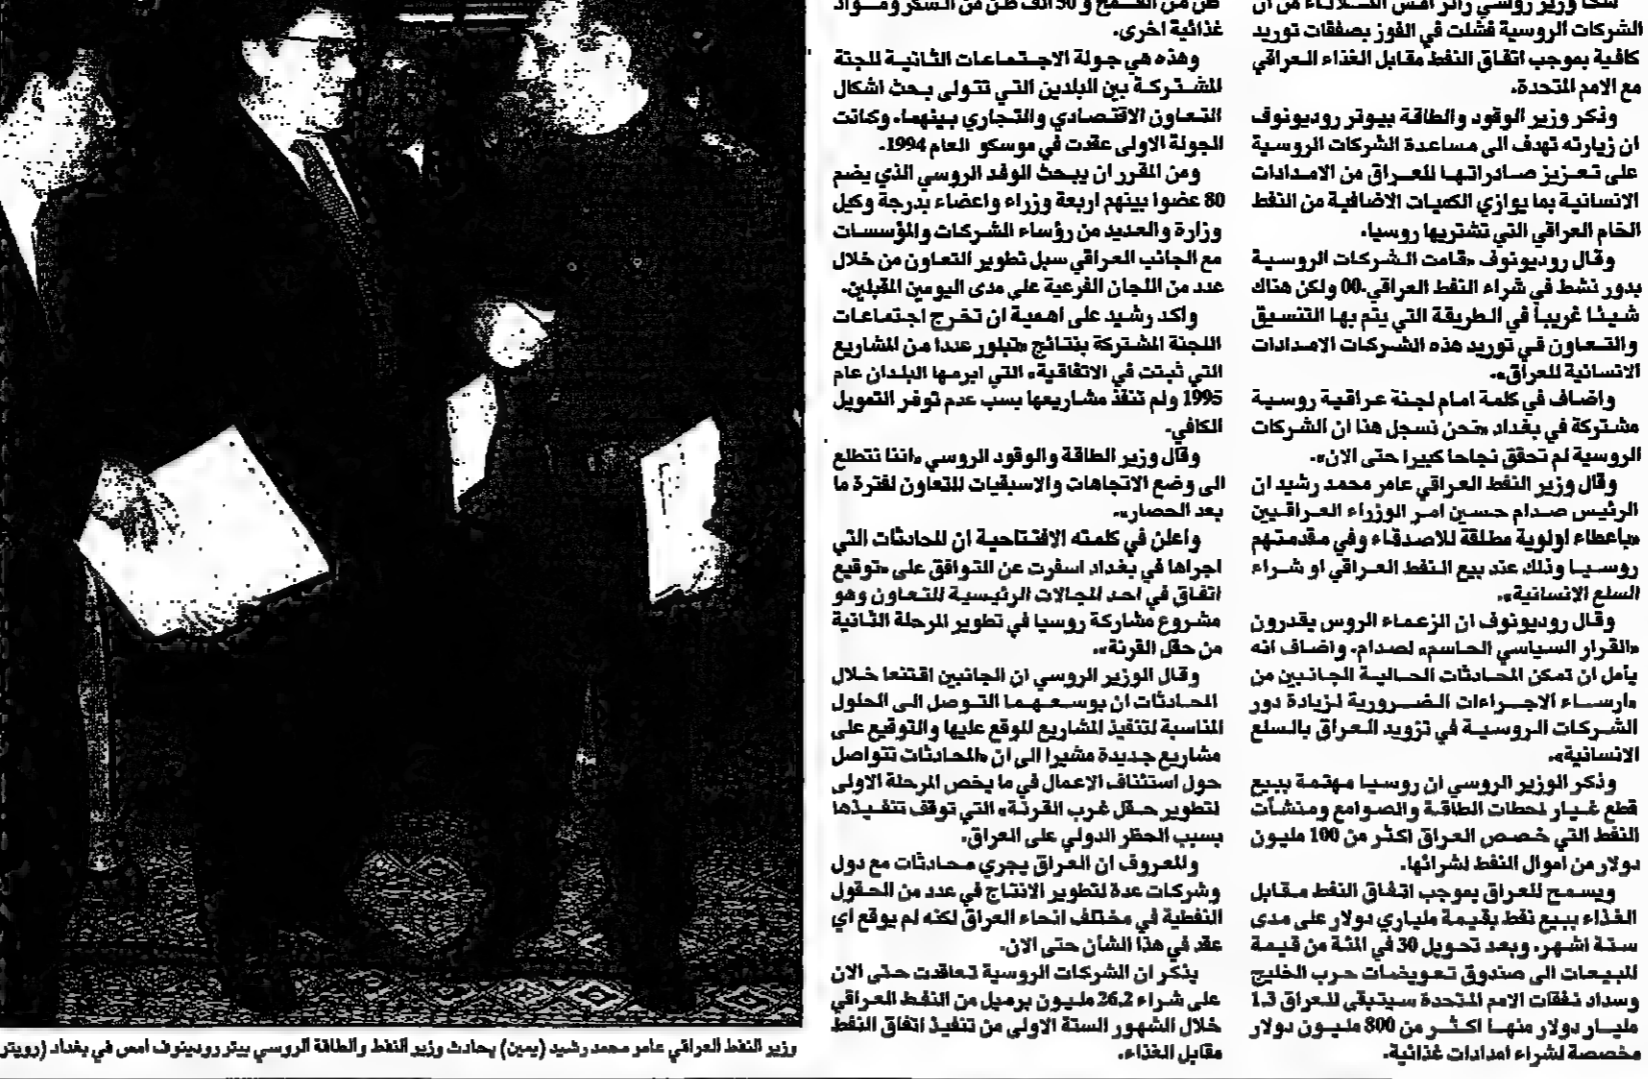 شكا وزير روسي زائر امس الثلاثاء من ان
الشركات الروسية فشلت في الفوز بصفقات توريد
كافية بموجب اتفاق النفط مقابل الغذاء العراقي
مع الامم المتحدة.
وذكر وزير الوقود والطاقة بيوتر روديونوف
ان زيارته تهدف الى مساعدة الشركات الروسية
على تعزيز صادراتها للعراق من الامدادات
الانسانية بما يوازي الكميات الاضافية من النفط
الخام العراقي التي تشتريها روسيا.
وقال روديونوف «قامت الشركات الروسية
بدور نشط في شراء النفط العراقي.00 ولكن هناك
شيئا غريبا في الطريقة التي يتم بها التنسيق
والتعاون في توريد هذه الشركات الامدادات
الانسانية للعراق».
واضاف في كلمة امام لجنة عراقية روسية
مشتركة في بغداد «نحن نسجل هنا ان الشركات
الروسية لم تحقق نجاحا كبيرا حتى الان».
وقال وزير النفط العراقي عامر محمد رشيد ان
الرئيس صدام حسين امر الوزراء العراقيين
«باعطاء اولوية مطلقة للاصدقاء وفي مقدمتهم
روسيا وذلك عند بيع النفط العراقي او شراء
السلع الانسانية».
وقال روديونوف ان الزعماء الروس يقدرون
«القرار السياسي الحاسم» لصدام. واضاف انه
يأمل ان تمكن المحادثات الحالية الجانبين من
«ارساء الاجراءات الضرورية لزيادة دور
الشركات الروسية في تزويد العراق بالسلع
الانسانية».
وذكر الوزير الروسي ان روسيا مهتمة ببيع
قطع غيار لمحطات الطاقة والصوامع ومنشآت
النفط التي خصص العراق اكثر من 100 مليون
دولار من اموال النفط لشرائها.
ويسمح للعراق بموجب اتفاق النفط مقابل
الغذاء ببيع نفط بقيمة ملياري دولار على مدى
ستة اشهر. وبعد تحويل 30 في المئة من قيمة
المبيعات الى صندوق تعويضات حرب الخليج
وسداد نفقات الامم المتحدة سيتبقى للعراق 1.3
مليار دولار منها اكثر من 800 مليون دولار
مخصصة لشراء امدادات غذائية.
طن من القمح و50 الف طن من السكر ومواد
غذائية اخرى.
وهذه هي جولة الاجتماعات الثانية للجنة
المشتركة بين البلدين التي تتولى بحث اشكال
التعاون الاقتصادي والتجاري بينهما. وكانت
الجولة الاولى عقدت في موسكو العام 1994.
ومن المقرر ان يبحث الوفد الروسي الذي يضم
80 عضوا بينهم اربعة وزراء واعضاء بدرجة وكيل
وزارة والعديد من رؤساء الشركات والمؤسسات
مع الجانب العراقي سبل تطوير التعاون من خلال
عدد من اللجان الفرعية على مدى اليومين المقبلين.
واكد رشيد على اهمية ان تخرج اجتماعات
اللجنة المشتركة بنتائج «تبلور عددا من المشاريع
التي ثبتت في الاتفاقية» التي ابرمها البلدان عام
1995 ولم تنفذ مشاريعها بسب عدم توفر التمويل
الكافي.
وقال وزير الطاقة والوقود الروسي «اننا نتطلع
الى وضع الاتجاهات والاسبقيات للتعاون لفترة ما
بعد الحصار».
وأعلن في كلمته الافتتاحية ان المحادثات التي
اجراها في بغداد اسفرت عن التوافق على «توقيع
اتفاق في احد المجالات الرئيسية للتعاون وهو
مشروع مشاركة روسيا في تطوير المرحلة الثانية
من حقل القرنة».
وقال الوزير الروسي ان الجانبين اقتنعا خلال
المحادثات ان بوسعهما التوصل الى الحلول
المناسبة لتنفيذ المشاريع الموقع عليها والتوقيع على
مشاريع جديدة مشيرا الى ان «المحادثات تتواصل
حول استئناف الاعمال في ما يخص المرحلة الاولى
لتطوير حقل غرب القرنة» التي توقف تنفيذها
بسبب الحظر الدولي على العراق.
والمعروف ان العراق يجري محادثات مع دول
وشركات عدة لتطوير الانتاج في عدد من الحقول
النفطية في مختلف انحاء العراق لكنه لم يوقع أي
عقد في هذا الشأن حتى الان.
يذكر ان الشركات الروسية تعاقدت حتى الان
على شراء 26.2 مليون برميل من النفط العراقي
خلال الشهور الستة الاولى من تنفيذ اتفاق النفط
مقابل الغذاء.
وزير النفط العراقي عامر محمد رشيد (يمين) يحادث وزير النفط والطاقة الروسي بيتر رودينوف امس في بغداد (رويتر